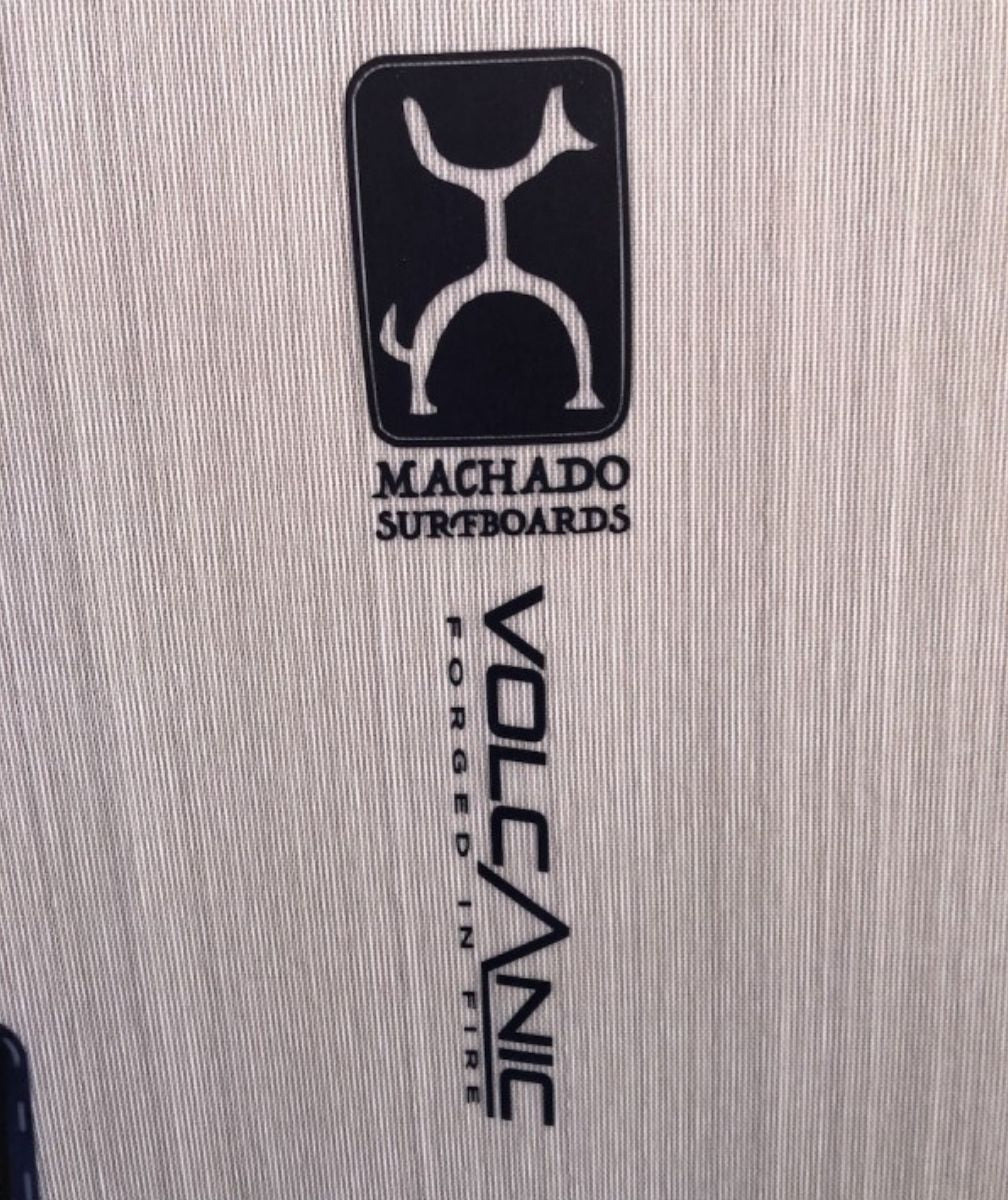 MACHADO
SURFBOARDS
VOLCANIC
FORGED IN FIRE